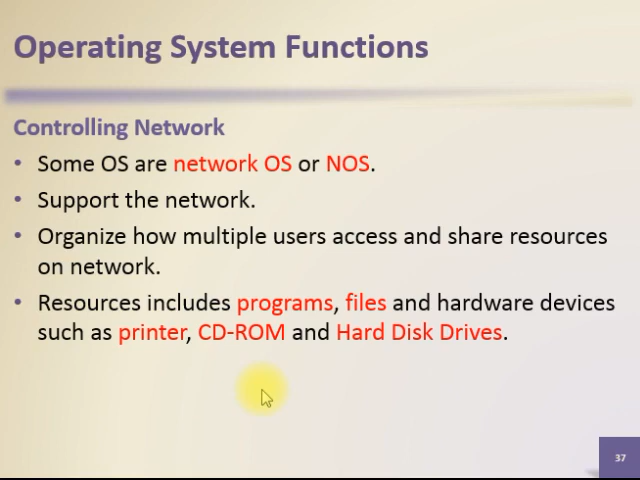 Operating System Functions
Controlling Network
• Some OS are network OS or NOS.
• Support the network.
• Organize how multiple users access and share resources
on network.
• Resources includes programs, files and hardware devices
such as printer, CD-ROM and Hard Disk Drives.
37